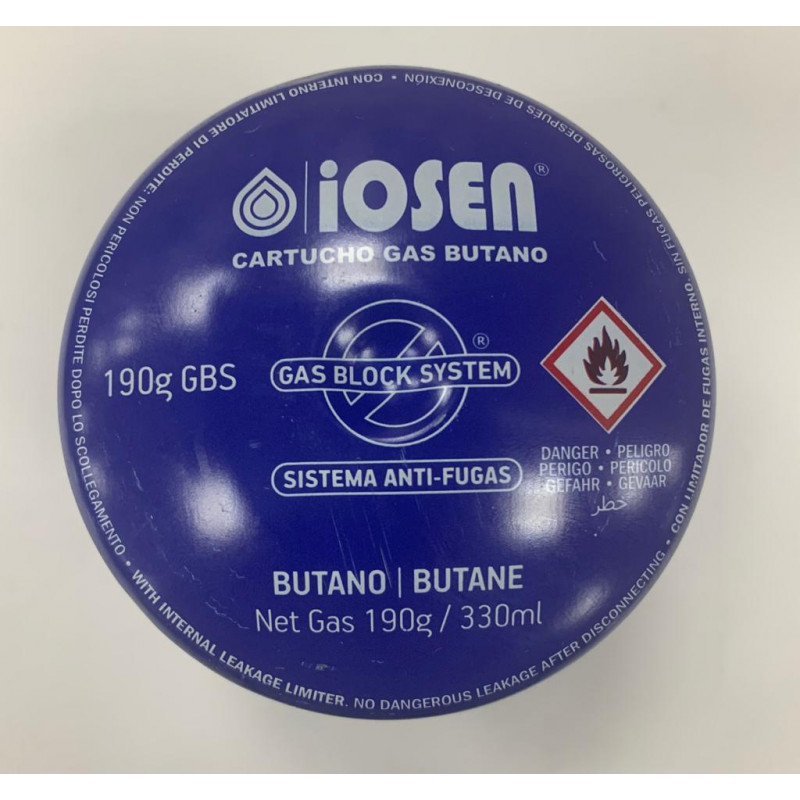 iOSEN®
CARTUCHO GAS BUTANO
®
GAS BLOCK SYSTEM
190g GBS
SISTEMA ANTI-FUGAS
DANGER • PELIGRO
PERIGO • PERICOLO
GEFAHR • GEVAAR
خطر
BUTANO | BUTANE
Net Gas 190g / 330ml
• WITH INTERNAL LEAKAGE LIMITER. NO DANGEROUS LEAKAGE AFTER DISCONNECTING •
CON LIMITADOR DE FUGAS INTERNO. SIN FUGAS PELIGROSAS DESPUÉS DE DESCONEXIÓN •
CON INTERNO LIMITATORE DI PERDITE: NON PERICOLOSI PERDITE DOPO LO SCOLLEGAMENTO